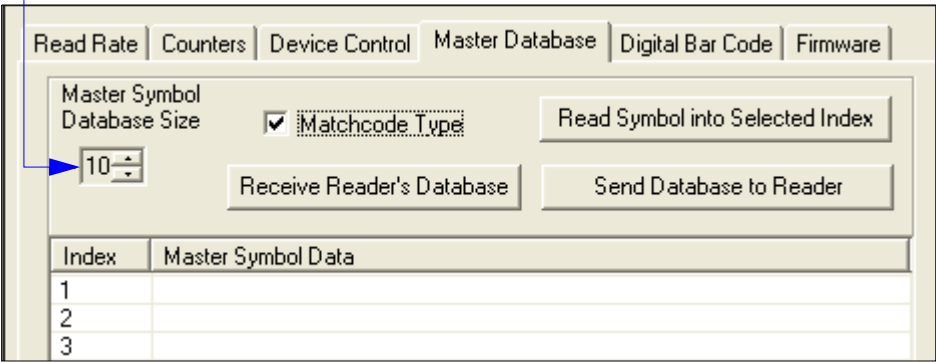 Read Rate Counters Device Control Master Database Digital Bar Code Firmware
Master Symbol
Database Size
Matchcode Type
Read Symbol into Selected Index
10
Receive Reader's Database
Send Database to Reader
Index Master Symbol Data
1
2
3